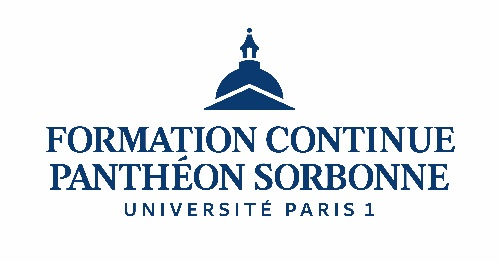 FORMATION CONTINUE
PANTHÉON SORBONNE
UNIVERSITÉ PARIS 1